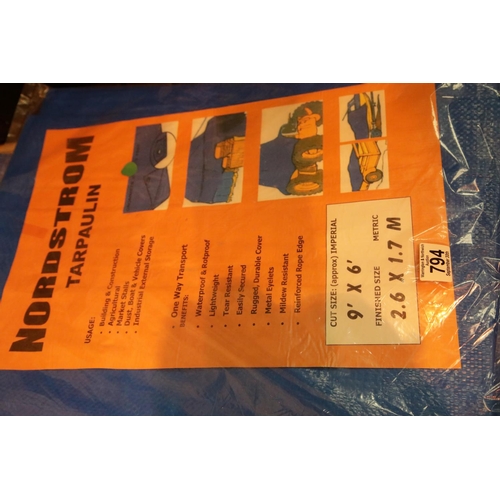 NORDSTROM
TARPAULIN
USAGE:
• Building & Construction
• Agricultural
• Market Stalls
• Dust, Boat & Vehicle Covers
• Industrial External Storage
• One Way Transport
BENEFITS:
• Waterproof & Rotproof
• Lightweight
• Tear Resistant
• Easily Secured
• Rugged, Durable Cover
• Metal Eyelets
• Mildew Resistant
• Reinforced Rope Edge
CUT SIZE: (approx) IMPERIAL
9' X 6'
FINISHED SIZE METRIC
2.6 X 1.7 M
794